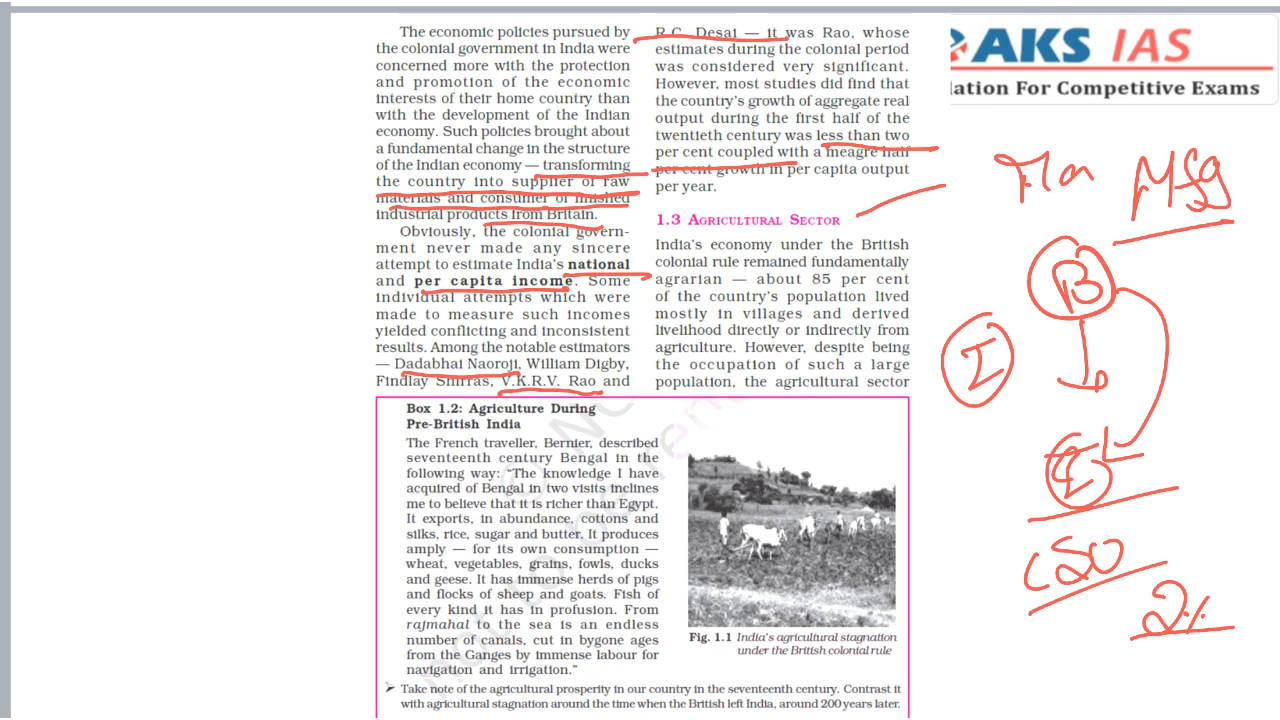 The economic policies pursued by
the colonial government in India were
concerned more with the protection
and promotion of the economic
interests of their home country than
with the development of the Indian
economy. Such policies brought about
a fundamental change in the structure
of the Indian economy — transforming
the country into supplier of raw
materials and consumer of finished
industrial products from Britain.
Obviously, the colonial govern-
ment never made any sincere
attempt to estimate India's national
and per capita income. Some
individual attempts which were
made to measure such incomes
yielded conflicting and inconsistent
results. Among the notable estimators
— Dadabhai Naoroji, William Digby,
Findlay Shirras, V.K.R.V. Rao and
R.C. Desai — it was Rao, whose
estimates during the colonial period
was considered very significant.
However, most studies did find that
the country's growth of aggregate real
output during the first half of the
twentieth century was less than two
per cent coupled with a meagre half
per cent growth in per capita output
per year.
1.3 AGRICULTURAL SECTOR
India's economy under the British
colonial rule remained fundamentally
agrarian — about 85 per cent
of the country's population lived
mostly in villages and derived
livelihood directly or indirectly from
agriculture. However, despite being
the occupation of such a large
population, the agricultural sector
Box 1.2: Agriculture During
Pre-British India
The French traveller, Bernier, described
seventeenth century Bengal in the
following way: "The knowledge I have
acquired of Bengal in two visits inclines
me to believe that it is richer than Egypt.
It exports, in abundance, cottons and
silks, rice, sugar and butter. It produces
amply — for its own consumption —
wheat, vegetables, grains, fowls, ducks
and geese. It has immense herds of pigs
and flocks of sheep and goats. Fish of
every kind it has in profusion. From
rajmahal to the sea is an endless
number of canals, cut in bygone ages
from the Ganges by immense labour for
navigation and irrigation."
Fig. 1.1 India's agricultural stagnation
under the British colonial rule
➢ Take note of the agricultural prosperity in our country in the seventeenth century. Contrast it
with agricultural stagnation around the time when the British left India, around 200 years later.
AKS IAS
lation For Competitive Exams
Mfg
B
I
CSO
2%
not to be